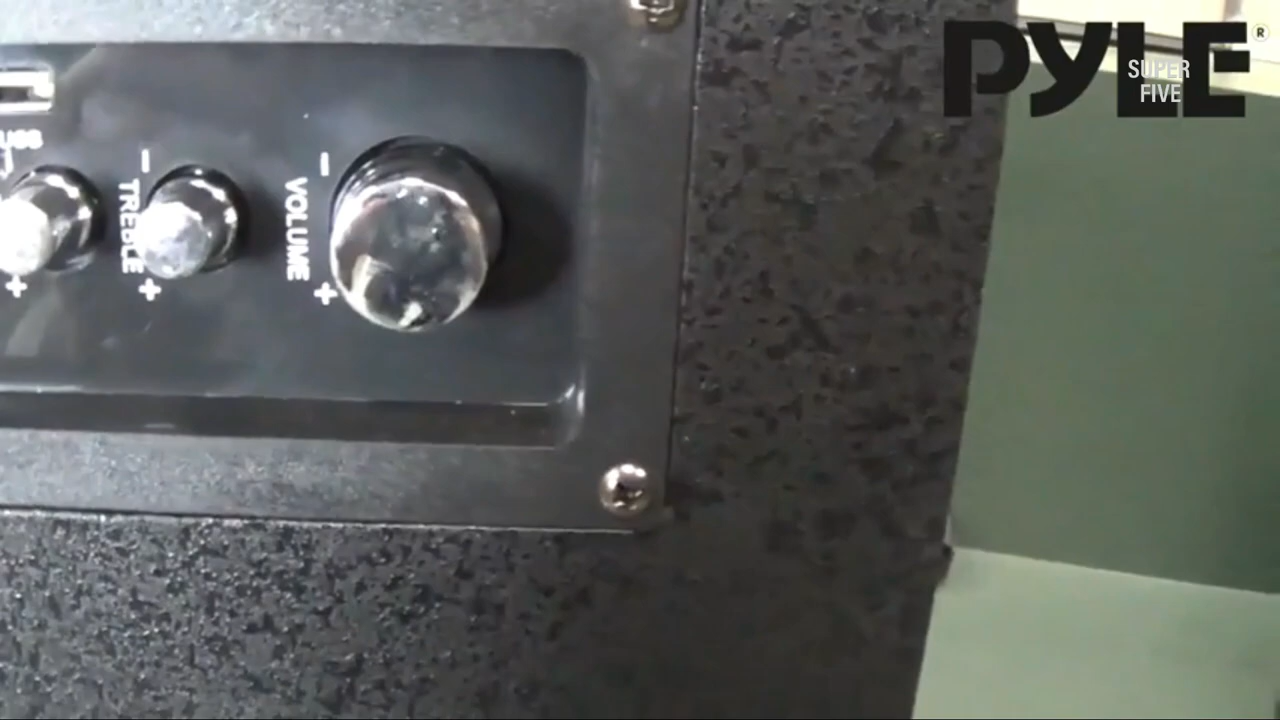 PYLE®
SUPER
FIVE
- TREBLE +
- VOLUME +
+